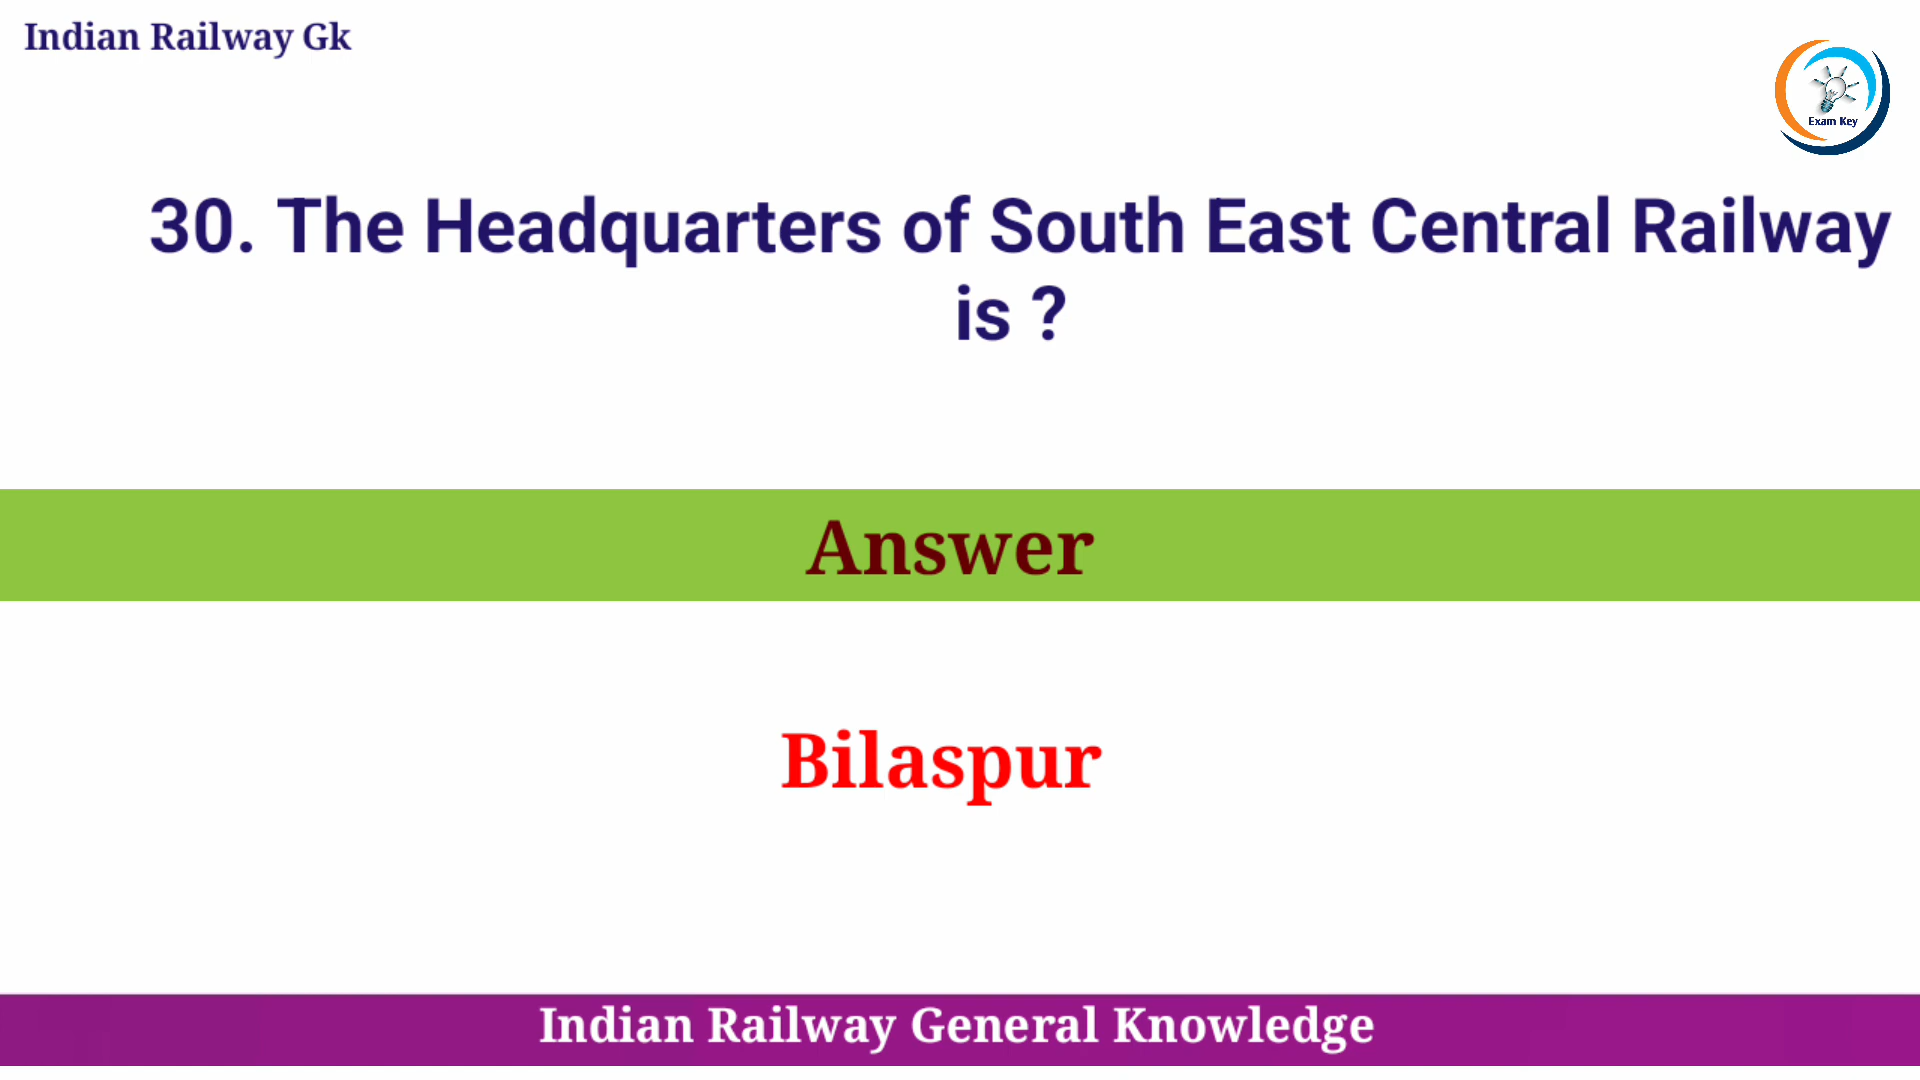 Indian Railway Gk
Exam Key
30. The Headquarters of South East Central Railway
is ?
Answer
Bilaspur
Indian Railway General Knowledge